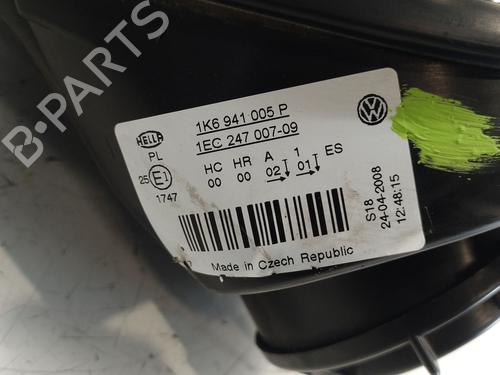 HELLA
1K6 941 005 P
1EC 247 007-09
PL
HC HR A 1 ES
00 00 02 01
25 E1
1747
S18
24-04-2008
12:48:15
Made in Czech Republic
B-PARTS